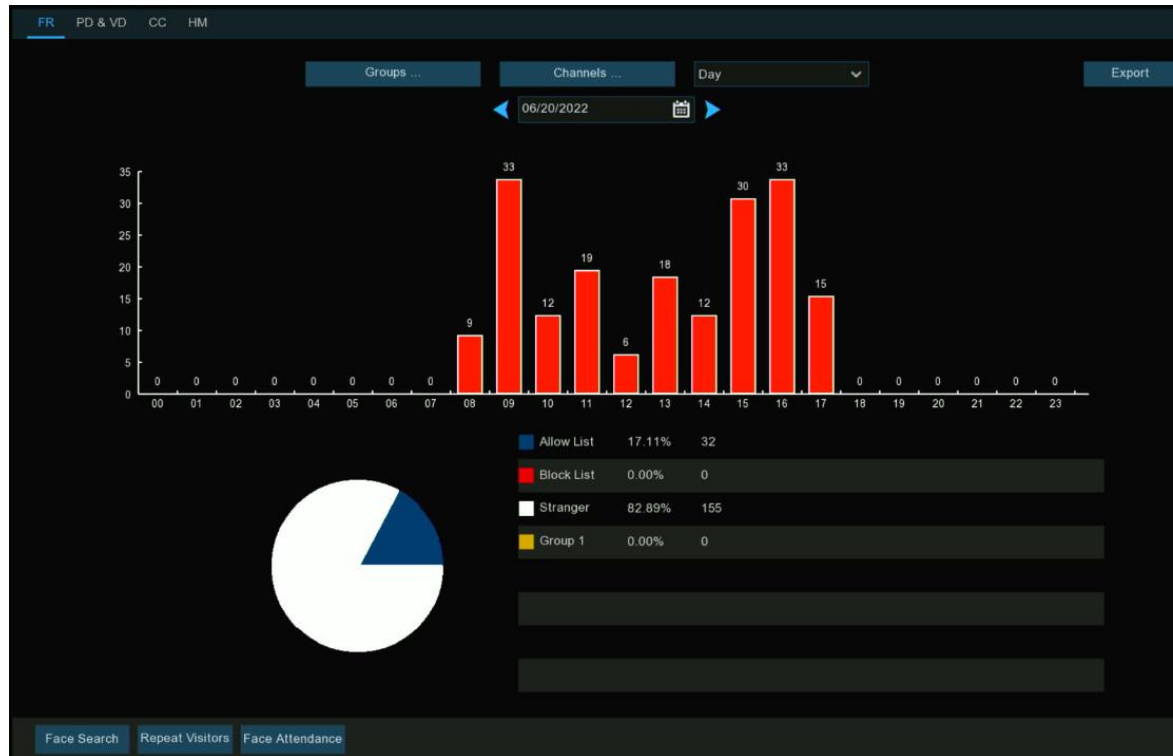 FR PD & VD CC HM
Groups ... Channels ... Day Export
06/20/2022
35
30
25
20
15
10
5
0
0 0 0 0 0 0 0 0 9 33 12 19 6 18 12 30 33 15 0 0 0 0 0 0
00 01 02 03 04 05 06 07 08 09 10 11 12 13 14 15 16 17 18 19 20 21 22 23
Allow List 17.11% 32
Block List 0.00% 0
Stranger 82.89% 155
Group 1 0.00% 0
Face Search Repeat Visitors Face Attendance